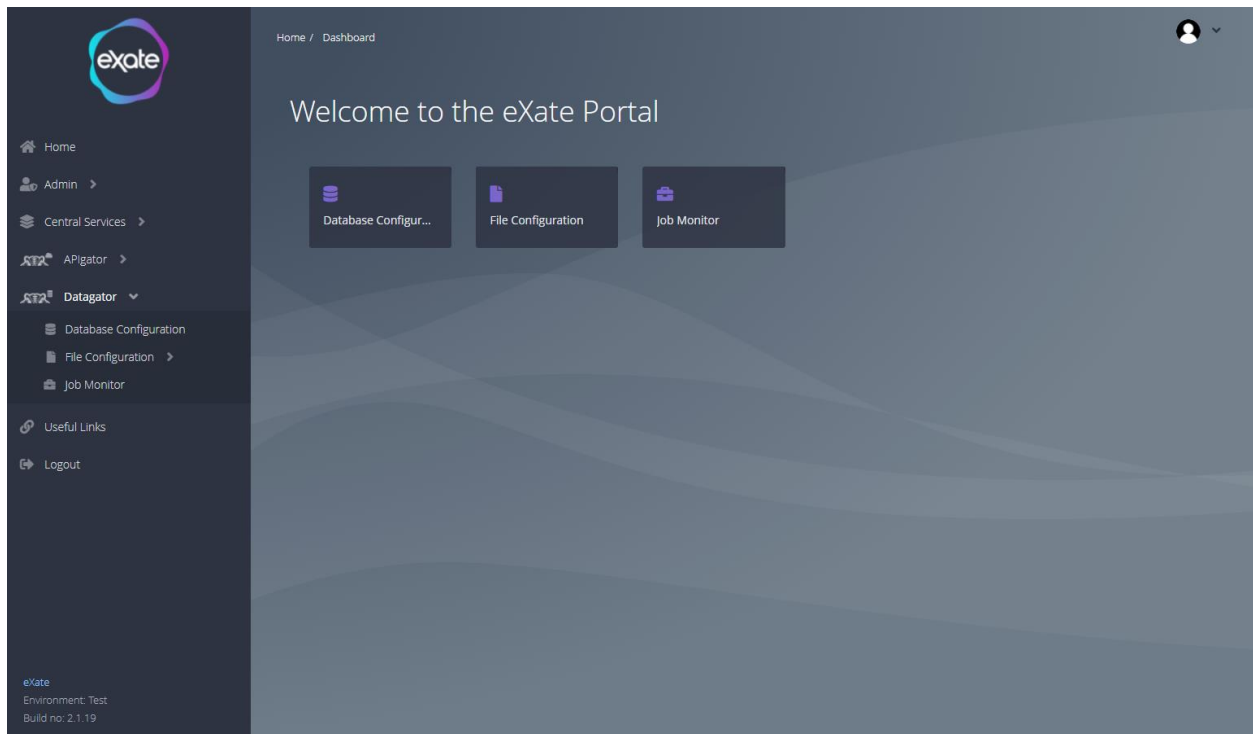 exate
Home
Admin
Central Services
APIgator
Datagator
Database Configuration
File Configuration
Job Monitor
Useful Links
Logout
eXate
Environment: Test
Build no: 2.1.19
Home / Dashboard
Welcome to the eXate Portal
Database Configur...
File Configuration
Job Monitor